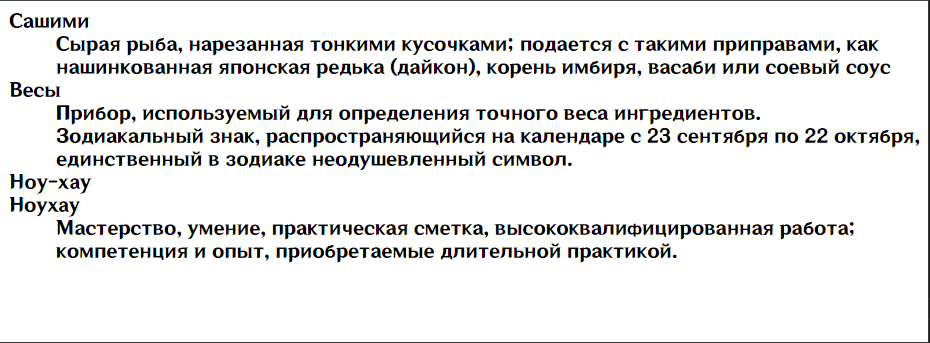 Сашими
Сырая рыба, нарезанная тонкими кусочками; подается с такими приправами, как
нашинкованная японская редька (дайкон), корень имбиря, васаби или соевый соус
Весы
Прибор, используемый для определения точного веса ингредиентов.
Зодиакальный знак, распространяющийся на календаре с 23 сентября по 22 октября,
единственный в зодиаке неодушевленный символ.
Ноу-хау
Ноухау
Мастерство, умение, практическая сметка, высококвалифицированная работа;
компетенция и опыт, приобретаемые длительной практикой.